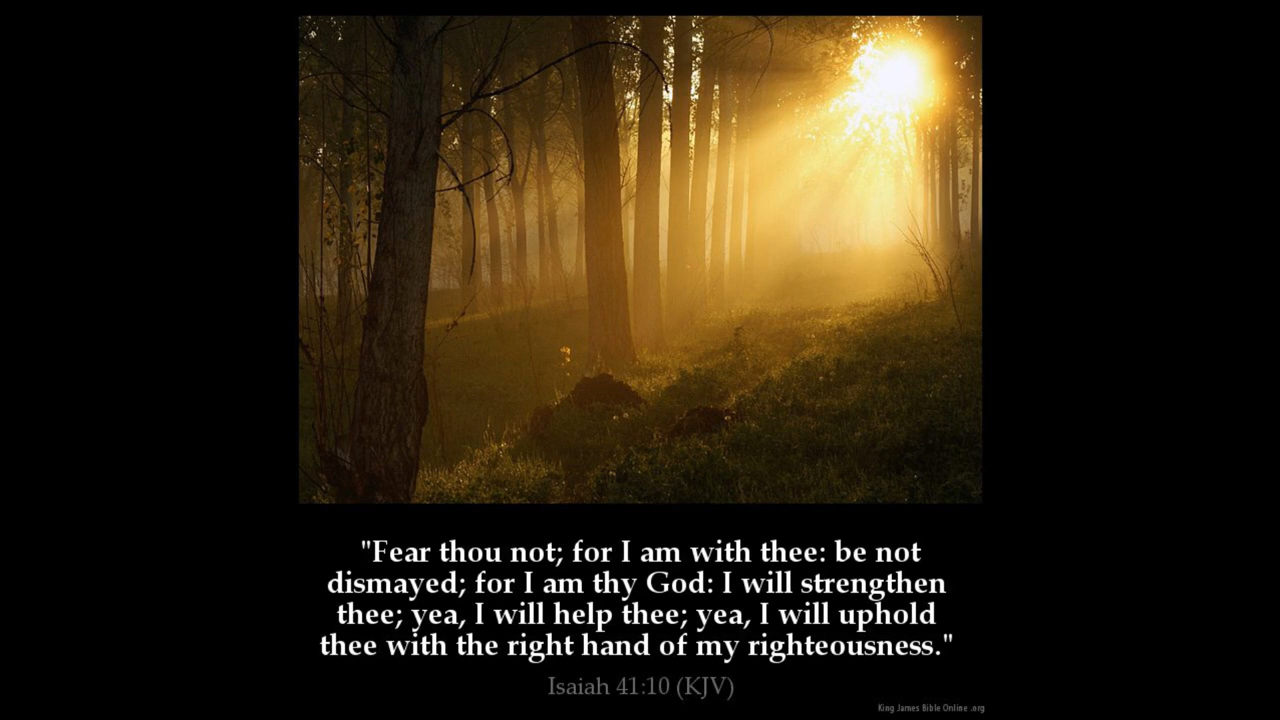 "Fear thou not; for I am with thee: be not
dismayed; for I am thy God: I will strengthen
thee; yea, I will help thee; yea, I will uphold
thee with the right hand of my righteousness."
Isaiah 41:10 (KJV)
King James Bible Online .org